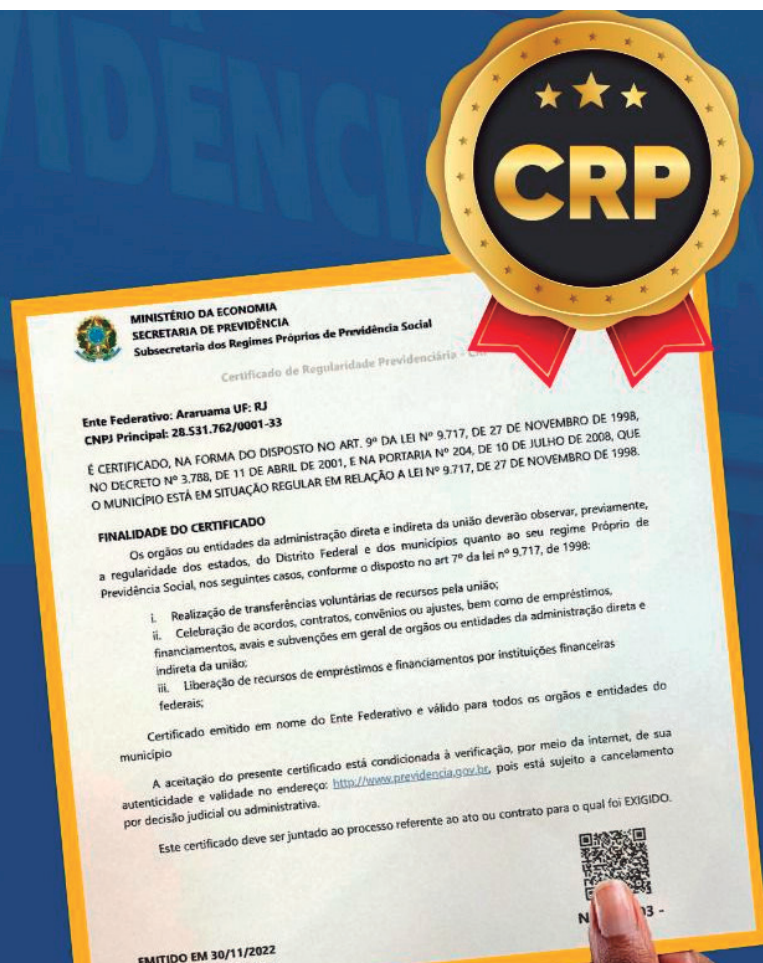 CRP
MINISTÉRIO DA ECONOMIA
SECRETARIA DE PREVIDÊNCIA
Subsecretaria dos Regimes Próprios de Previdência Social
Certificado de Regularidade Previdenciária -
Ente Federativo: Araruama UF: RJ
CNPJ Principal: 28.531.762/0001-33
É CERTIFICADO, NA FORMA DO DISPOSTO NO ART. 9º DA LEI Nº 9.717, DE 27 DE NOVEMBRO DE 1998,
NO DECRETO Nº 3.788, DE 11 DE ABRIL DE 2001, E NA PORTARIA Nº 204, DE 10 DE JULHO DE 2008, QUE
O MUNICÍPIO ESTÁ EM SITUAÇÃO REGULAR EM RELAÇÃO A LEI Nº 9.717, DE 27 DE NOVEMBRO DE 1998.
FINALIDADE DO CERTIFICADO
Os orgãos ou entidades da administração direta e indireta da união deverão observar, previamente,
a regularidade dos estados, do Distrito Federal e dos municípios quanto ao seu regime Próprio de
Previdência Social, nos seguintes casos, conforme o disposto no art 7º da lei nº 9.717, de 1998:
i. Realização de transferências voluntárias de recursos pela união;
ii. Celebração de acordos, contratos, convênios ou ajustes, bem como de empréstimos,
financiamentos, avais e subvenções em geral de orgãos ou entidades da administração direta e
indireta da união;
iii. Liberação de recursos de empréstimos e financiamentos por instituições financeiras
federais;
Certificado emitido em nome do Ente Federativo e válido para todos os orgãos e entidades do
município
A aceitação do presente certificado está condicionada à verificação, por meio da internet, de sua
autenticidade e validade no endereço: http://www.previdencia.gov.br, pois está sujeito a cancelamento
por decisão judicial ou administrativa.
Este certificado deve ser juntado ao processo referente ao ato ou contrato para o qual foi EXIGIDO.
EMITIDO EM 30/11/2022